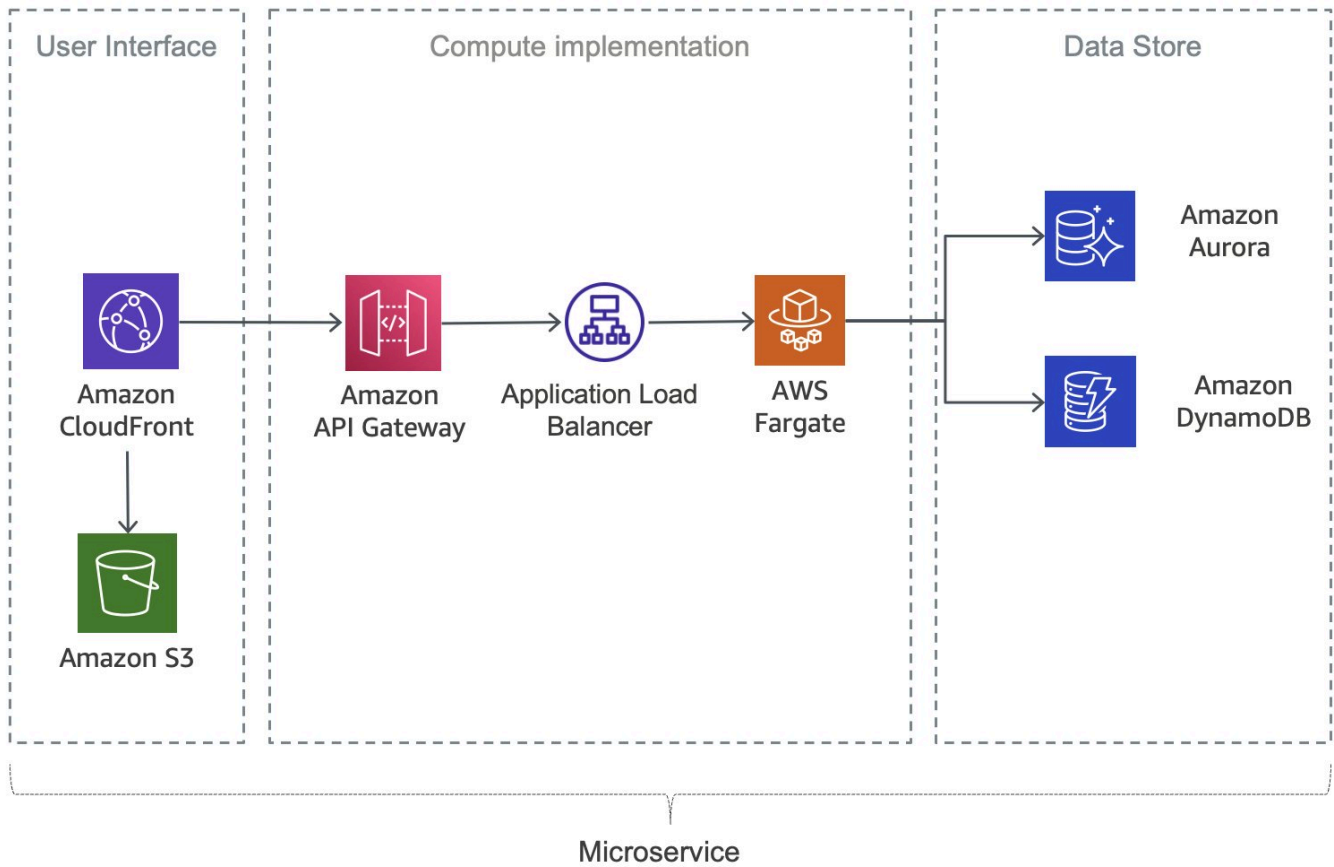 User Interface
Compute implementation
Data Store
Amazon
CloudFront
Amazon S3
</>
Amazon
API Gateway
Application Load
Balancer
AWS
Fargate
Amazon
Aurora
Amazon
DynamoDB
Microservice